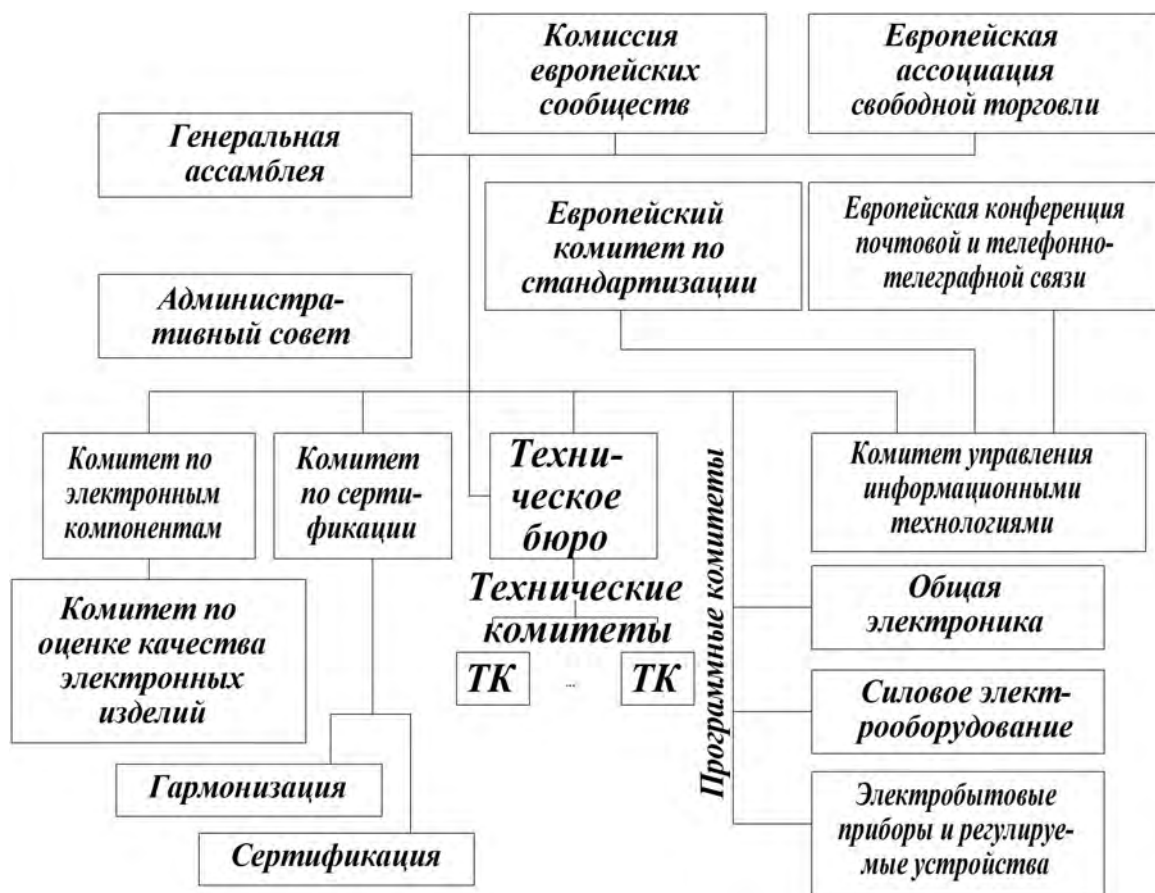 Комиссия
европейских
сообществ
Европейская
ассоциация
свободной торговли
Генеральная
ассамблея
Европейский
комитет по
стандартизации
Европейская конференция
почтовой и телефонно-
телеграфной связи
Администра-
тивный совет
Комитет по
электронным
компонентам
Комитет
по серти-
фикации
Техни-
ческое
бюро
Программные комитеты
Комитет управления
информационными
технологиями
Технические
комитеты
ТК
...
ТК
Комитет по
оценке качества
электронных
изделий
Общая
электроника
Силовое элект-
рооборудование
Гармонизация
Сертификация
Электробытовые
приборы и регулируе-
мые устройства